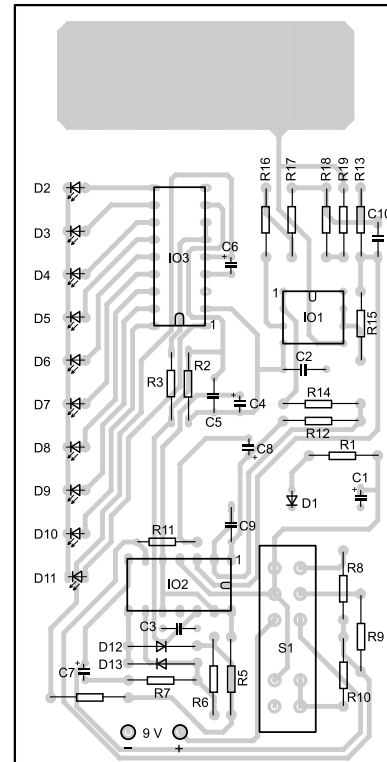 R16 R17 R18 R19 R13
C10
D2
D3
D4
D5
D6
D7
D8
D9
D10
D11
IO3
1
C6
+
1
IO1
R15
C2
R3
R2
C5
+
C4
R14
R12
C8
+
R1
D1
+
C1
R11
C9
1
IO2
C3
D12
D13
C7
+
R7
R6
R5
S1
R8
R9
R10
9 V
- +